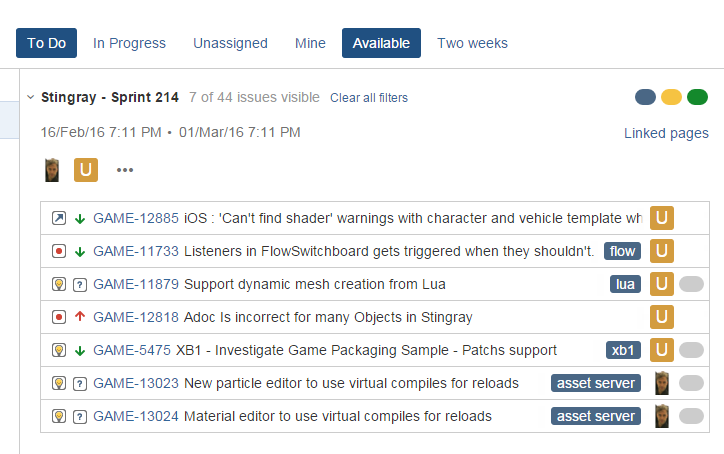 To Do In Progress Unassigned Mine Available Two weeks
Stingray - Sprint 214 7 of 44 issues visible Clear all filters
16/Feb/16 7:11 PM • 01/Mar/16 7:11 PM Linked pages
U •••
GAME-12885 iOS : 'Can't find shader' warnings with character and vehicle template wh U
GAME-11733 Listeners in FlowSwitchboard gets triggered when they shouldn't. flow U
? GAME-11879 Support dynamic mesh creation from Lua lua U
GAME-12818 Adoc Is incorrect for many Objects in Stingray U
GAME-5475 XB1 - Investigate Game Packaging Sample - Patchs support xb1 U
? GAME-13023 New particle editor to use virtual compiles for reloads asset server
? GAME-13024 Material editor to use virtual compiles for reloads asset server